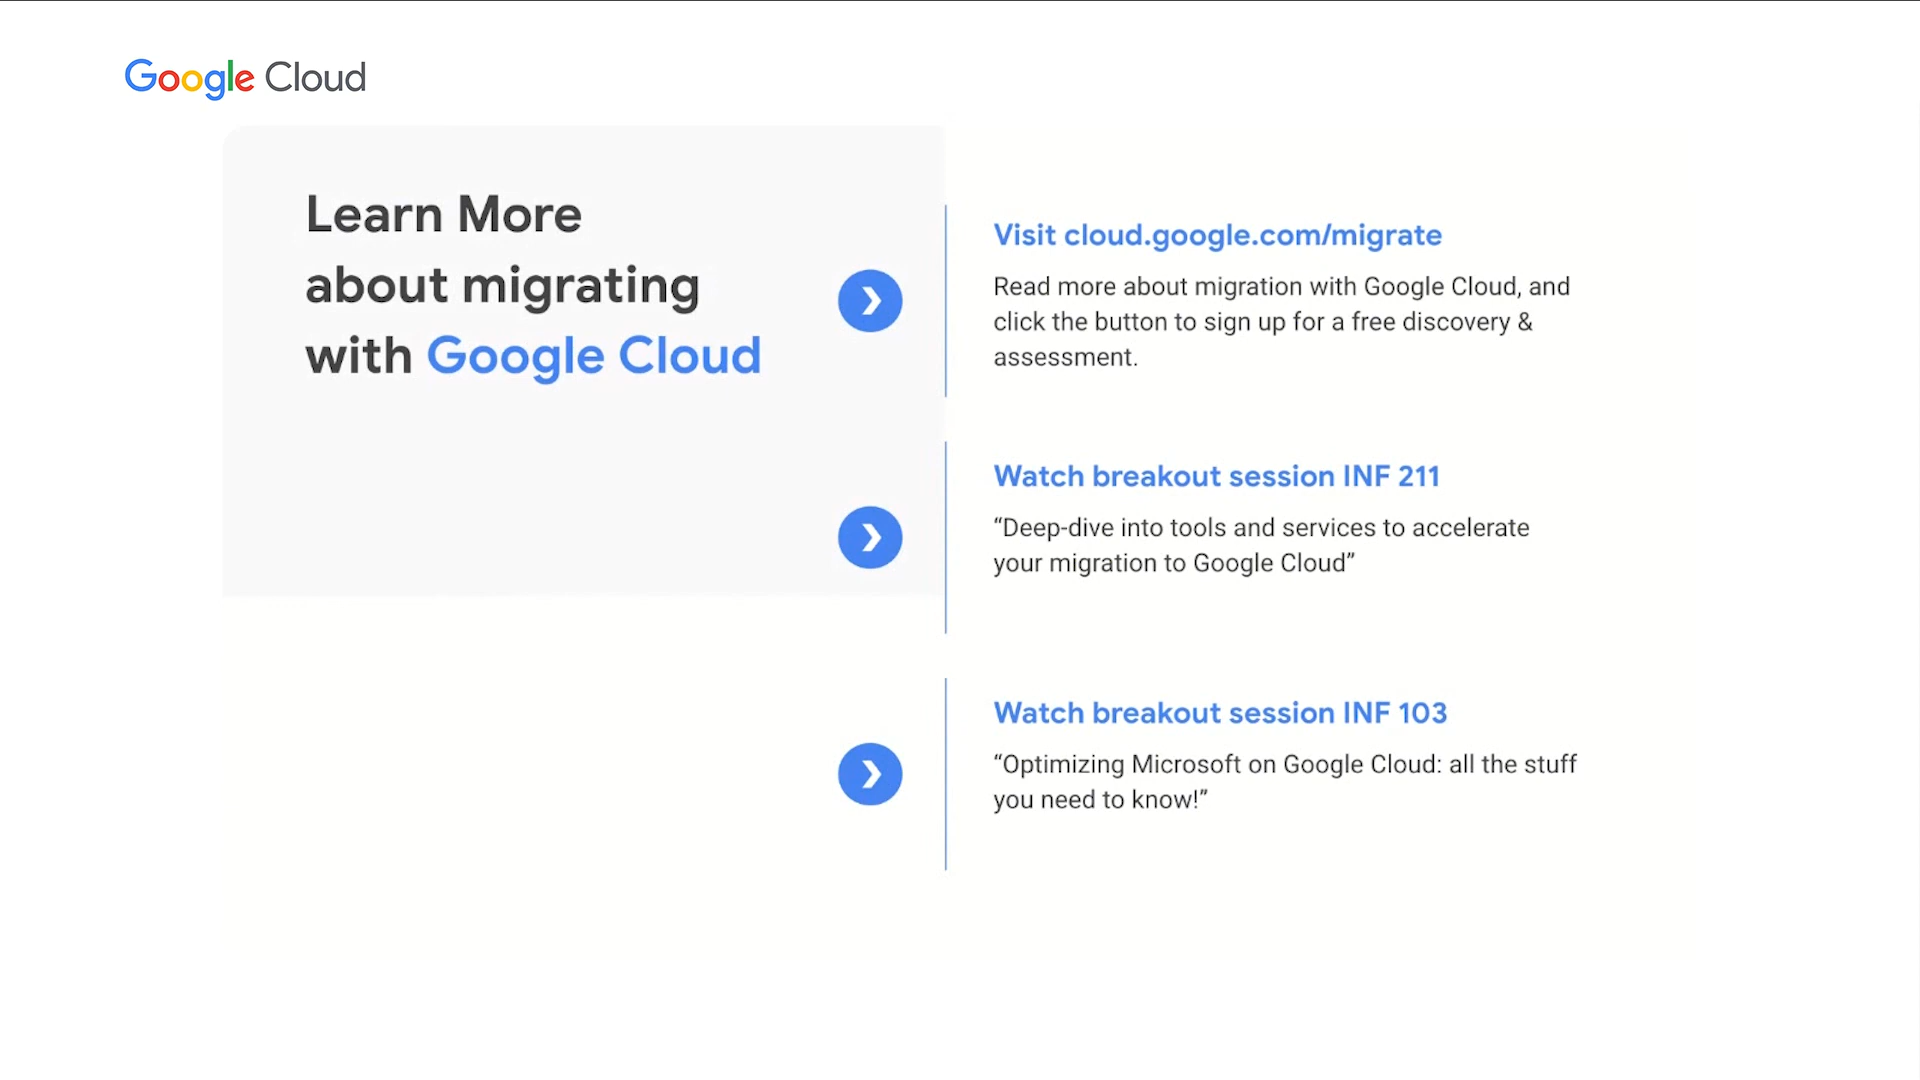 Google Cloud
Learn More
about migrating
with Google Cloud
Visit cloud.google.com/migrate
Read more about migration with Google Cloud, and
click the button to sign up for a free discovery &
assessment.
Watch breakout session INF 211
“Deep-dive into tools and services to accelerate
your migration to Google Cloud”
Watch breakout session INF 103
“Optimizing Microsoft on Google Cloud: all the stuff
you need to know!”